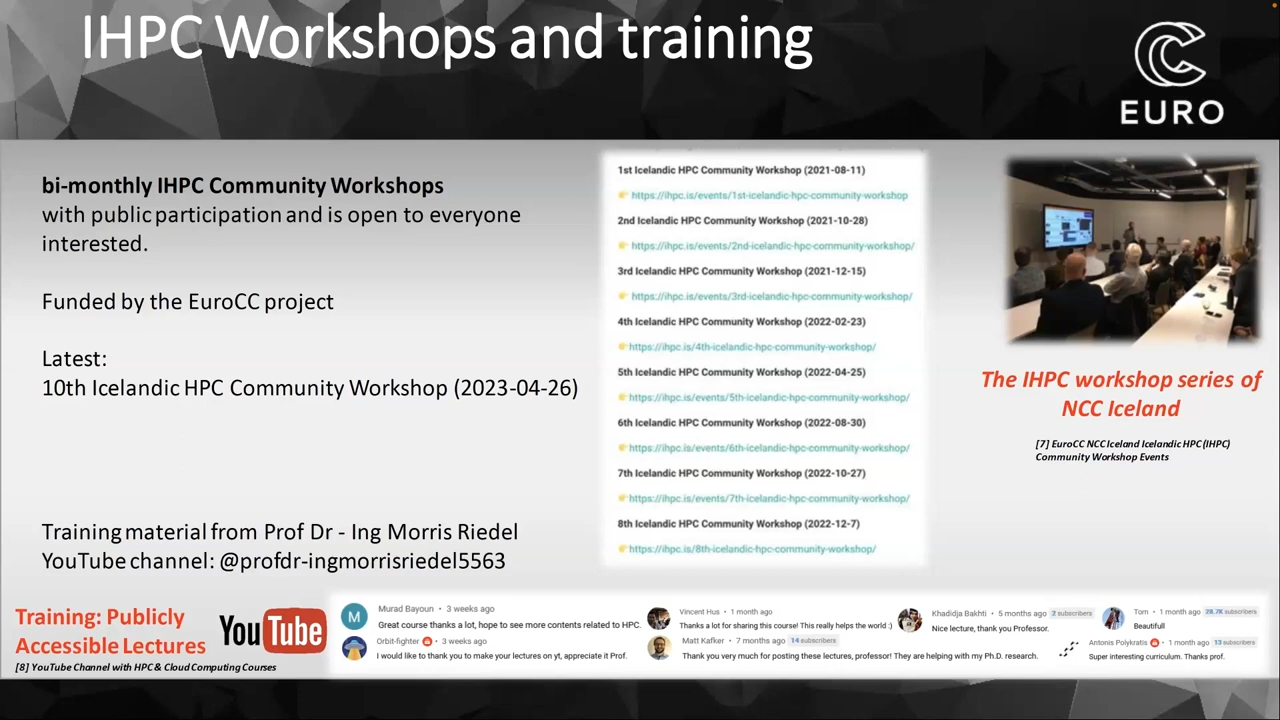 IHPC Workshops and training
EURO
bi-monthly IHPC Community Workshops
with public participation and is open to everyone
interested.
Funded by the EuroCC project
Latest:
10th Icelandic HPC Community Workshop (2023-04-26)
Training material from Prof Dr - Ing Morris Riedel
YouTube channel: @profdr-ingmorrisriedel5563
1st Icelandic HPC Community Workshop (2021-08-11)
https://ihpc.is/events/1st-icelandic-hpc-community-workshop
2nd Icelandic HPC Community Workshop (2021-10-28)
https://ihpc.is/events/2nd-icelandic-hpc-community-workshop/
3rd Icelandic HPC Community Workshop (2021-12-15)
https://ihpc.is/events/3rd-icelandic-hpc-community-workshop/
4th Icelandic HPC Community Workshop (2022-02-23)
https://ihpc.is/4th-icelandic-hpc-community-workshop/
5th Icelandic HPC Community Workshop (2022-04-25)
https://ihpc.is/events/5th-icelandic-hpc-community-workshop/
6th Icelandic HPC Community Workshop (2022-08-30)
https://ihpc.is/events/6th-icelandic-hpc-community-workshop/
7th Icelandic HPC Community Workshop (2022-10-27)
https://ihpc.is/events/7th-icelandic-hpc-community-workshop/
8th Icelandic HPC Community Workshop (2022-12-7)
https://ihpc.is/8th-icelandic-hpc-community-workshop/
The IHPC workshop series of
NCC Iceland
[7] EuroCC NCC Iceland Icelandic HPC (IHPC)
Community Workshop Events
Training: Publicly
Accessible Lectures
[8] YouTube Channel with HPC & Cloud Computing Courses
YouTube
M
Murad Bayoun • 3 weeks ago
Great course thanks a lot, hope to see more contents related to HPC.
Orbit-fighter • 3 weeks ago
I would like to thank you to make your lectures on yt, appreciate it Prof.
Vincent Hus • 1 month ago
Thanks a lot for sharing this course! This really helps the world :)
Matt Kafker • 7 months ago 14 subscribers
Thank you very much for posting these lectures, professor! They are helping with my Ph.D. research.
Khadidja Bakhti • 5 months ago 2 subscribers
Nice lecture, thank you Professor.
Tom • 1 month ago 28.7K subscribers
Beautifull
Antonis Polykratis • 1 month ago 13 subscribers
Super interesting curriculum. Thanks prof.